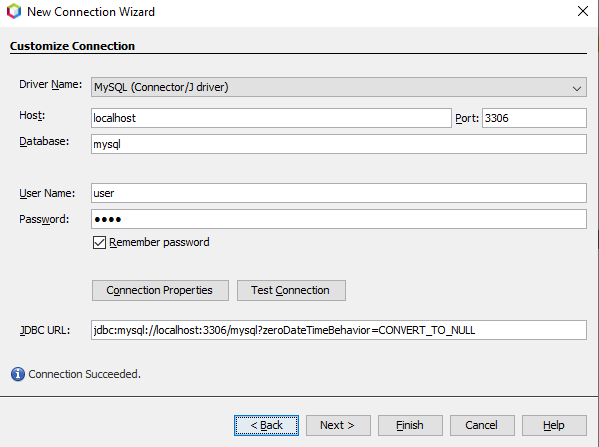 New Connection Wizard
Customize Connection
Driver Name: MySQL (Connector/J driver)
Host: localhost Port: 3306
Database: mysql
User Name: user
Password: ●●●●
Remember password
Connection Properties Test Connection
JDBC URL: jdbc:mysql://localhost:3306/mysql?zeroDateTimeBehavior=CONVERT_TO_NULL
Connection Succeeded.
< Back Next > Finish Cancel Help